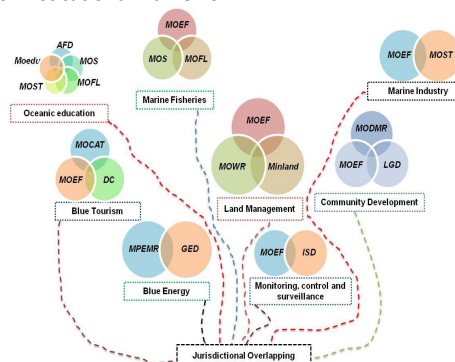 MOEF
AFD
Moedu
MOS
MOST
MOFL
Oceanic education
MOS
MOFL
Marine Fisheries
MOEF
MOST
Marine Industry
MOEF
MOWR
Minland
Land Management
MODMR
MOEF
LGD
Community Development
MOCAT
MOEF
DC
Blue Tourism
MPEMR
GED
Blue Energy
MOEF
ISD
Monitoring, control and
surveillance
Jurisdictional Overlapping